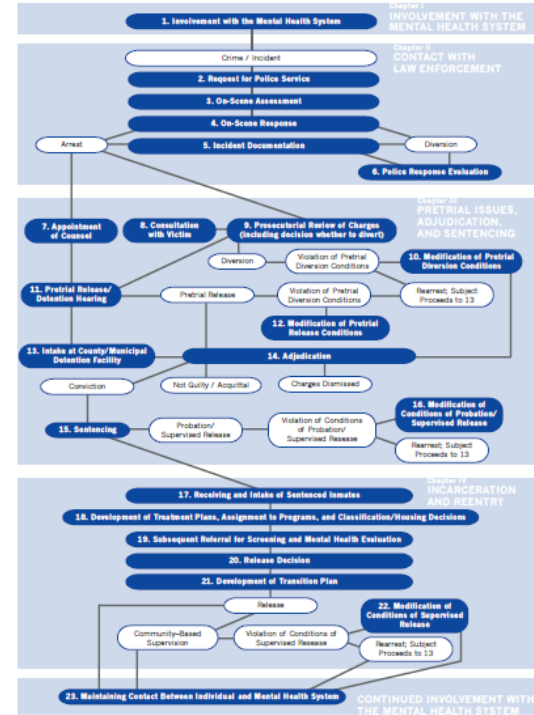 Chapter I
INVOLVEMENT WITH THE
MENTAL HEALTH SYSTEM
1. Involvement with the Mental Health System
Chapter II
CONTACT WITH
LAW ENFORCEMENT
Crime / Incident
2. Request for Police Service
3. On-Scene Assessment
4. On-Scene Response
Arrest
5. Incident Documentation
Diversion
6. Police Response Evaluation
Chapter III
PRETRIAL ISSUES,
ADJUDICATION,
AND SENTENCING
7. Appointment
of Counsel
8. Consultation
with Victim
9. Prosecutorial Review of Charges
(including decision whether to divert)
Diversion
Violation of Pretrial
Diversion Conditions
10. Modification of Pretrial
Diversion Conditions
11. Pretrial Release/
Detention Hearing
Pretrial Release
Violation of Pretrial
Diversion Conditions
Rearrest; Subject
Proceeds to 13
12. Modification of Pretrial
Release Conditions
13. Intake at County/Municipal
Detention Facility
14. Adjudication
Conviction
Not Guilty / Acquittal
Charges Dismissed
15. Sentencing
Probation/
Supervised Release
Violation of Conditions
of Probation/
Supervised Resease
16. Modification of
Conditions of Probation/
Supervised Release
Rearrest; Subject
Proceeds to 13
Chapter IV
INCARCERATION
AND REENTRY
17. Receiving and Intake of Sentenced Inmates
18. Development of Treatment Plans, Assignment to Programs, and Classification/Housing Decisions
19. Subsequent Referral for Screening and Mental Health Evaluation
20. Release Decision
21. Development of Transition Plan
Release
Community-Based
Supervision
Violation of Conditions of
Supervised Resease
22. Modification of
Conditions of Supervised
Release
Rearrest; Subject
Proceeds to 13
23. Maintaining Contact Between Individual and Mental Health System
CONTINUED INVOLVEMENT WITH
THE MENTAL HEALTH SYSTEM